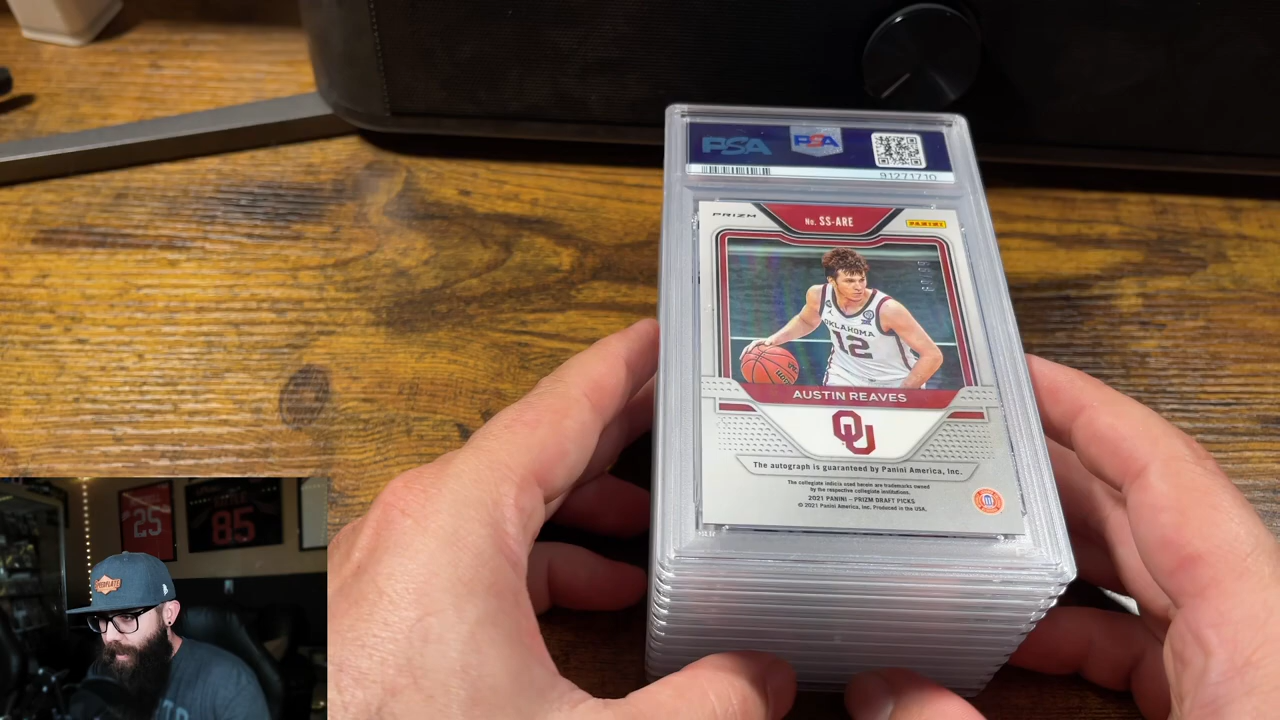 PSA
PSA
91271710
PRIZM
No. SS-ARE
PANINI
OKLAHOMA
12
AUSTIN REAVES
OU
The autograph is guaranteed by Panini America, Inc.
The collegiate indicia used herein are trademarks owned
by the respective collegiate institutions.
2021 PANINI – PRIZM DRAFT PICKS
© 2021 Panini America, Inc. Produced in the USA.
25
85